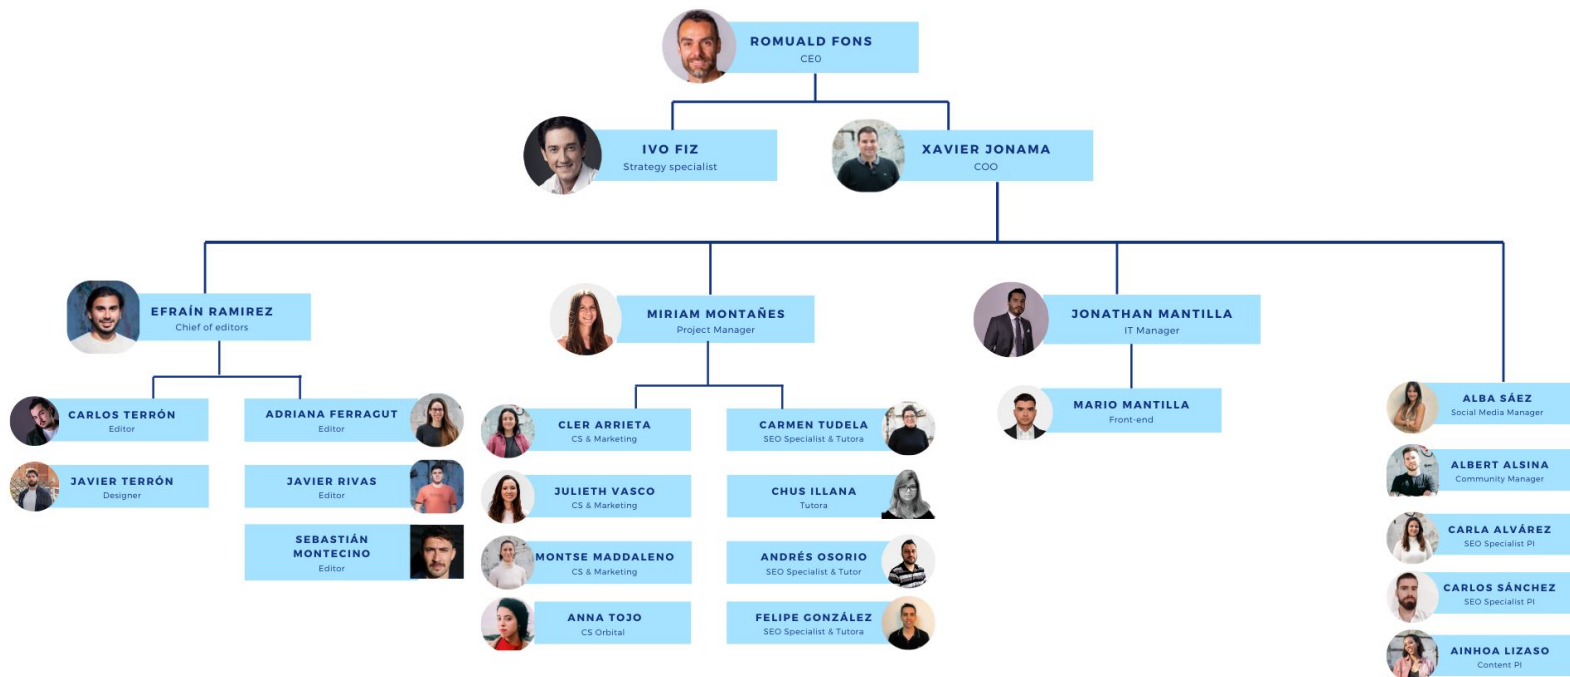 ROMUALD FONS
CEO
IVO FIZ
Strategy specialist
XAVIER JONAMA
COO
EFRAÍN RAMIREZ
Chief of editors
MIRIAM MONTAÑES
Project Manager
JONATHAN MANTILLA
IT Manager
CARLOS TERRÓN
Editor
JAVIER TERRÓN
Designer
ADRIANA FERRAGUT
Editor
JAVIER RIVAS
Editor
SEBASTIÁN
MONTECINO
Editor
CLER ARRIETA
CS & Marketing
JULIETH VASCO
CS & Marketing
MONTSE MADDALENO
CS & Marketing
ANNA TOJO
CS Orbital
CARMEN TUDELA
SEO Specialist & Tutora
CHUS ILLANA
Tutora
ANDRÉS OSORIO
SEO Specialist & Tutor
FELIPE GONZÁLEZ
SEO Specialist & Tutora
MARIO MANTILLA
Front-end
ALBA SÁEZ
Social Media Manager
ALBERT ALSINA
Community Manager
CARLA ALVÁREZ
SEO Specialist PI
CARLOS SÁNCHEZ
SEO Specialist PI
AINHOA LIZASO
Content PI